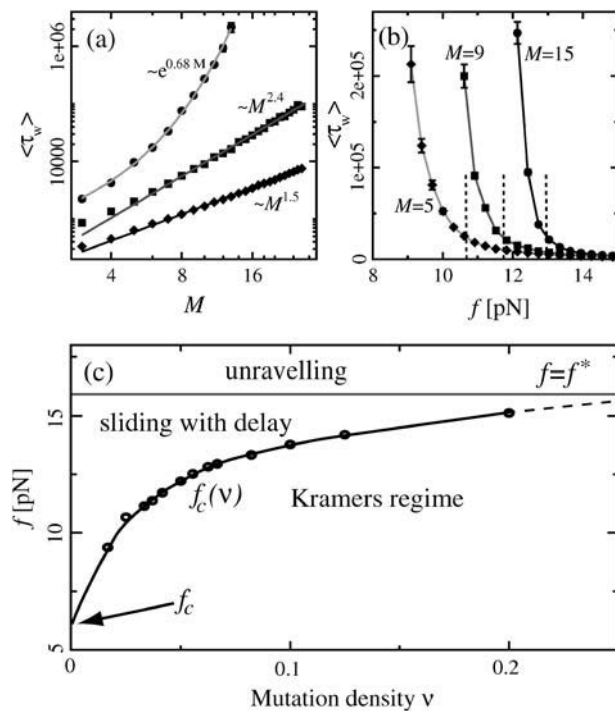 (a)
<τw>
1e+06
10000
~e^0.68 M
~M^2.4
~M^1.5
4 8 16
M
(b)
<τw>
2e+05
1e+05
0
M=9
M=15
M=5
8 10 12 14
f [pN]
(c)
unravelling
f=f*
sliding with delay
fc(ν)
Kramers regime
fc
f [pN]
15
10
5
0 0.1 0.2
Mutation density ν